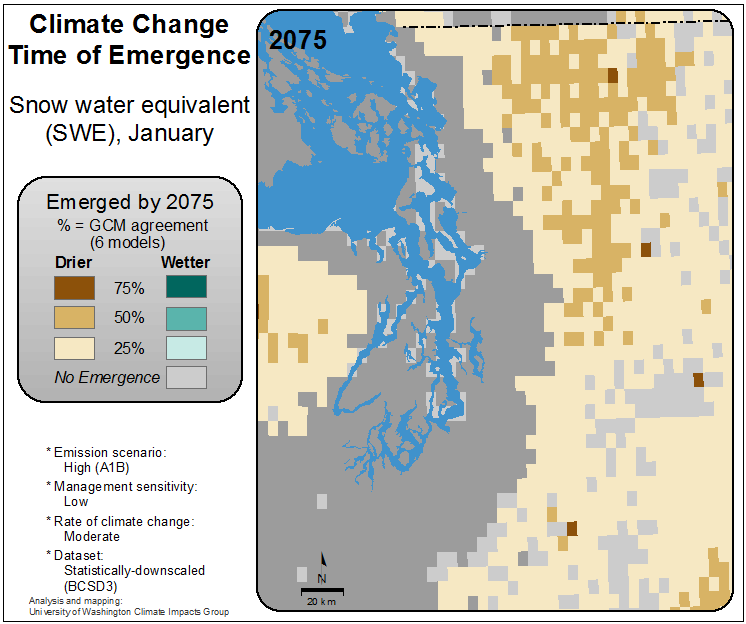 Climate Change
Time of Emergence
Snow water equivalent
(SWE), January
Emerged by 2075
% = GCM agreement
(6 models)
Drier Wetter
75%
50%
25%
No Emergence
* Emission scenario:
High (A1B)
* Management sensitivity:
Low
* Rate of climate change:
Moderate
* Dataset:
Statistically-downscaled
(BCSD3)
Analysis and mapping:
University of Washington Climate Impacts Group
2075
N
20 km